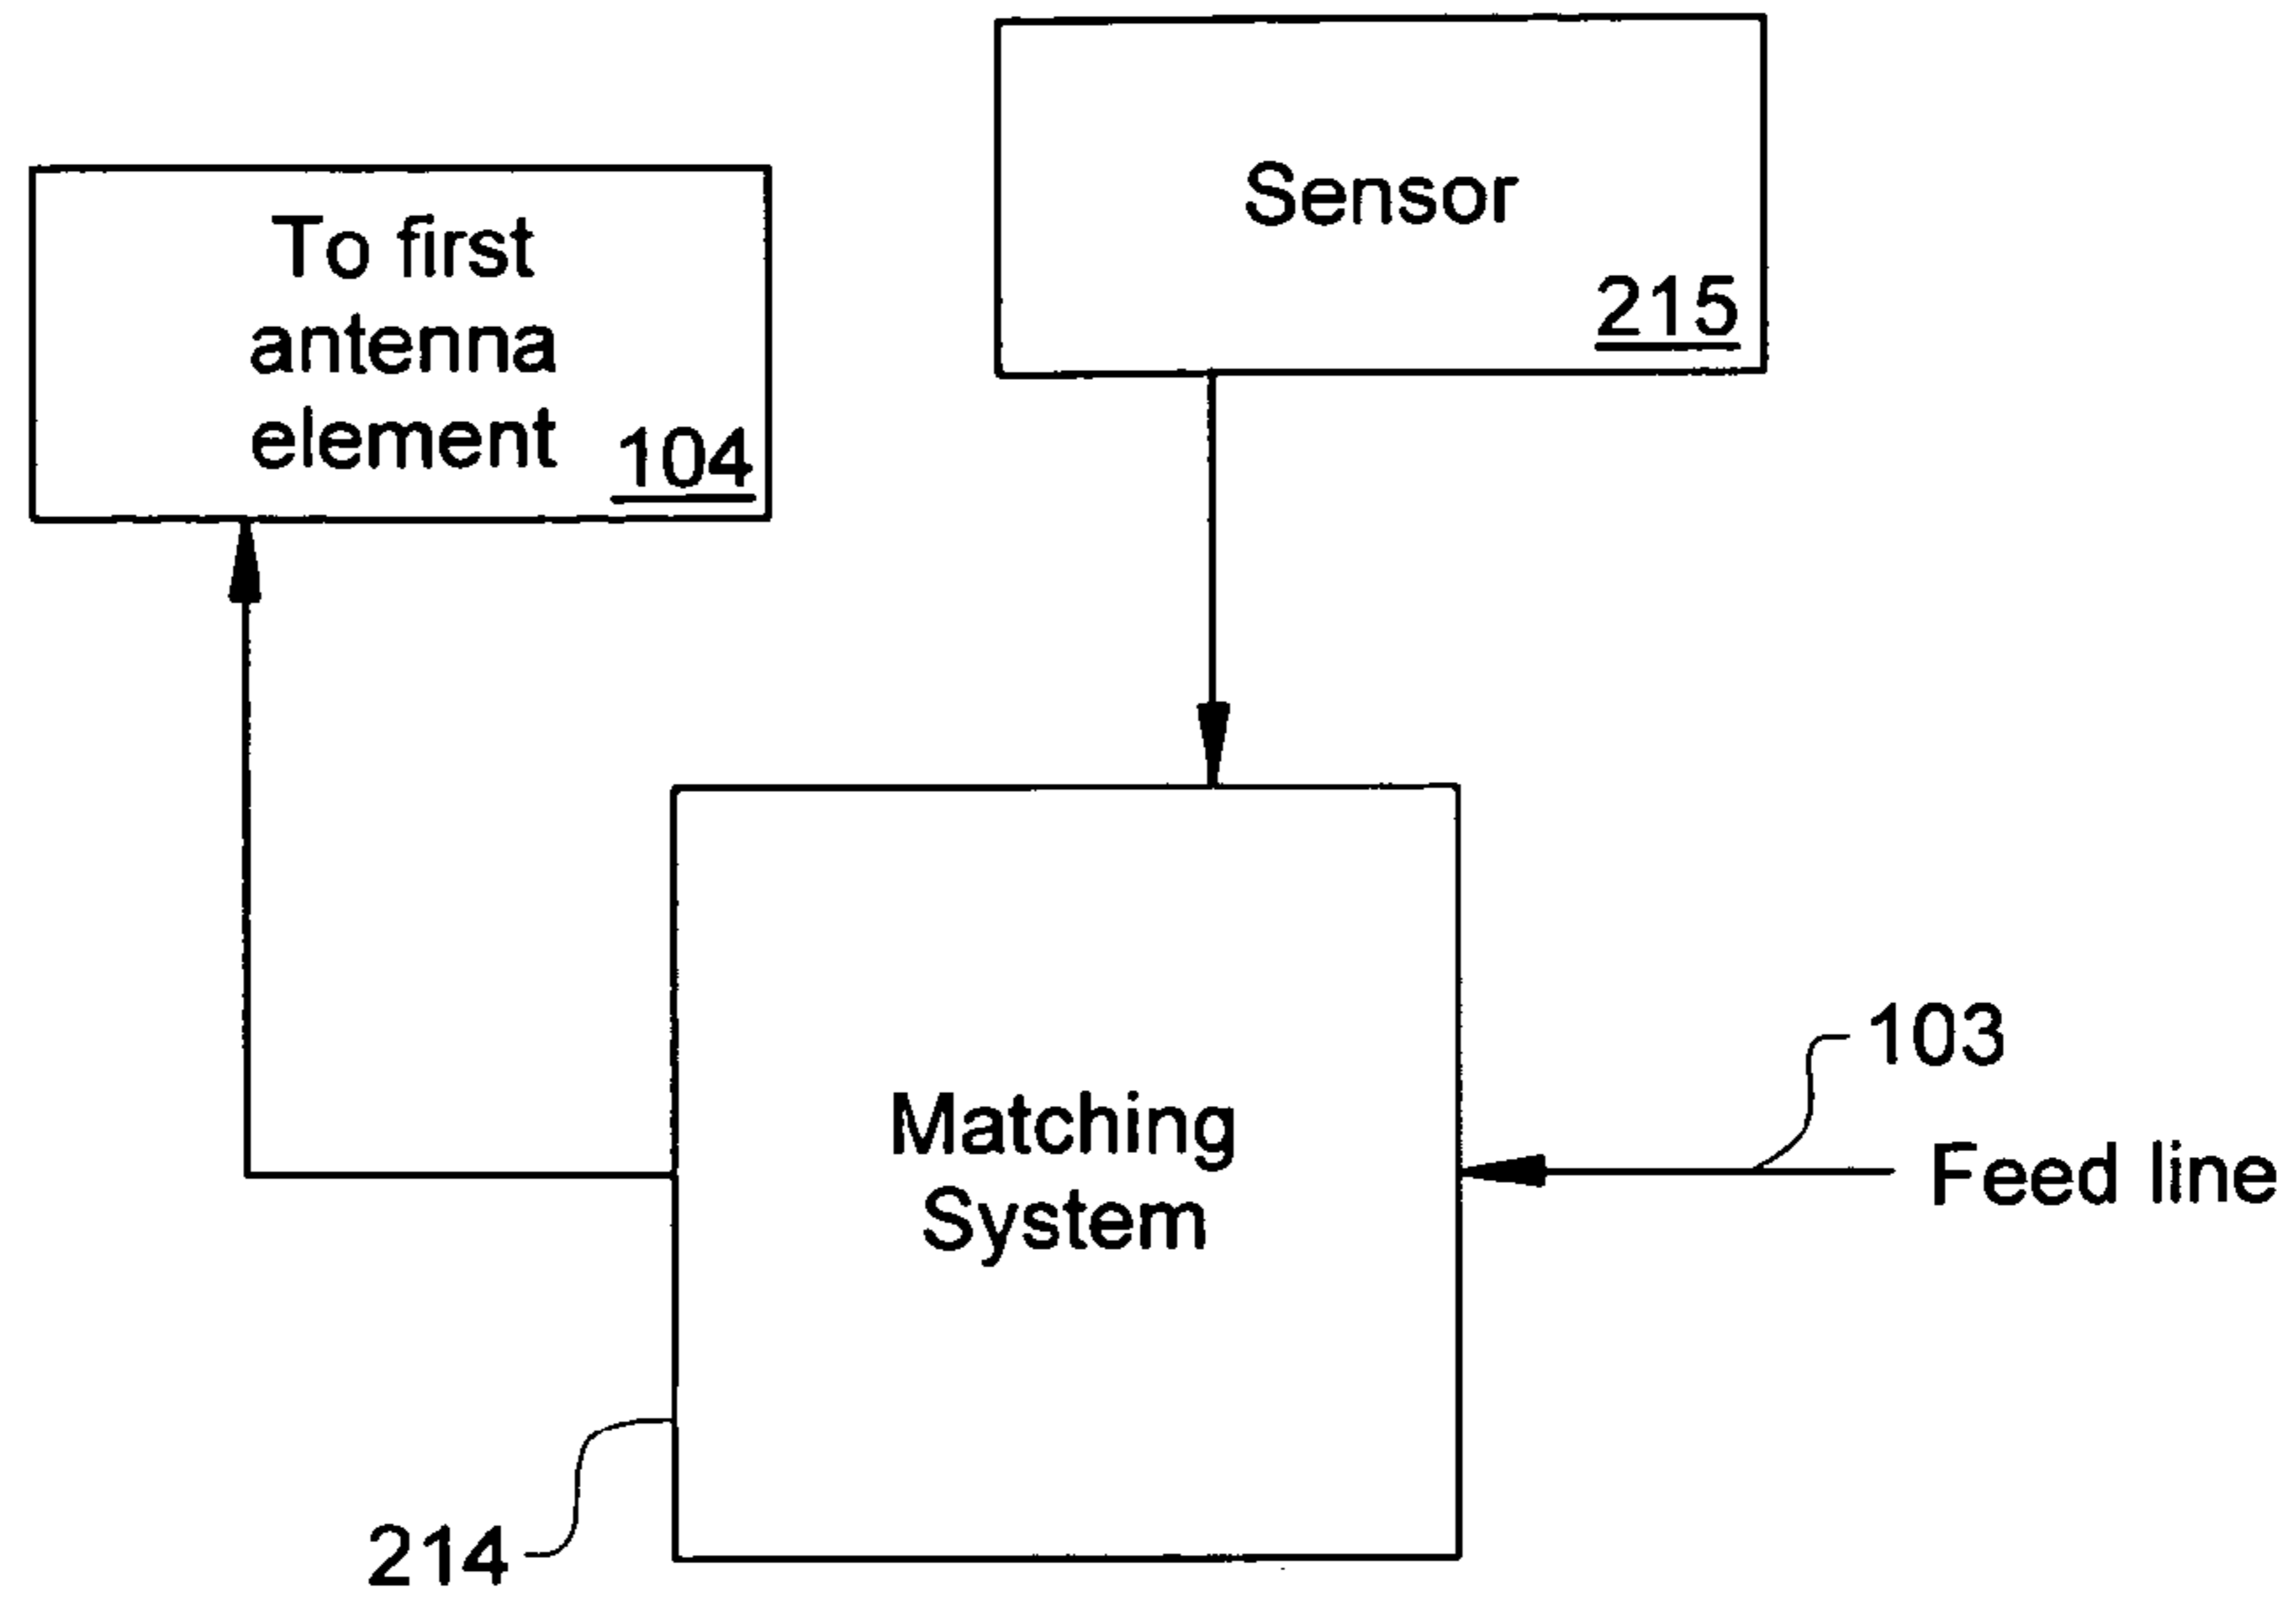 Sensor
215
To first
antenna
element
104
103
Feed line
Matching
System
214